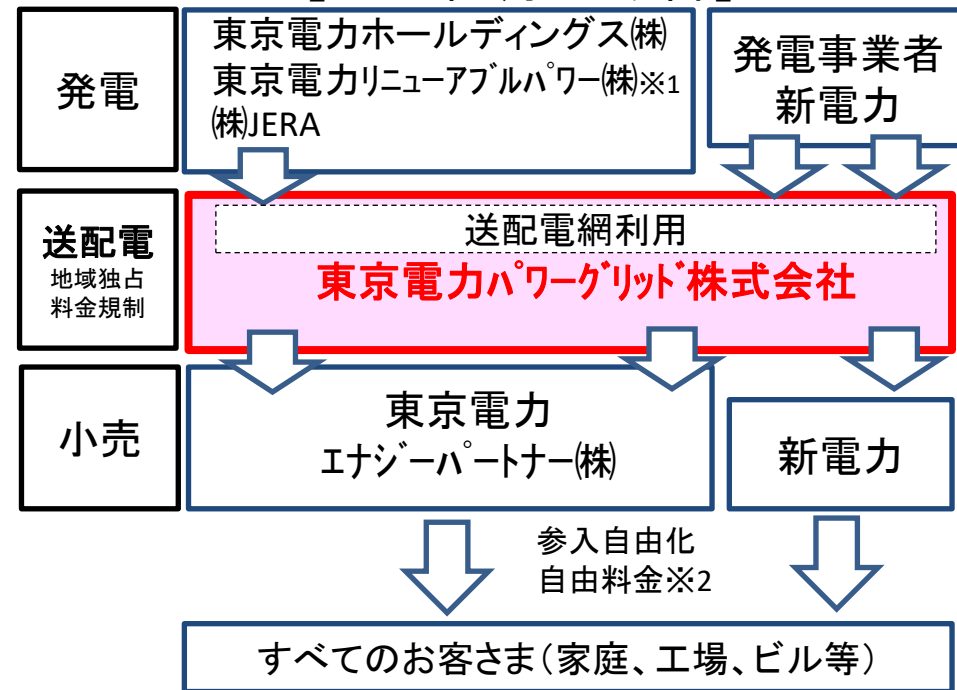 発電
東京電力ホールディングス㈱
東京電力リニューアブルパワー㈱※1
㈱JERA
発電事業者
新電力
送配電
地域独占
料金規制
送配電網利用
東京電力パワーグリッド株式会社
小売
東京電力
エナジーパートナー㈱
新電力
参入自由化
自由料金※2
すべてのお客さま（家庭、工場、ビル等）